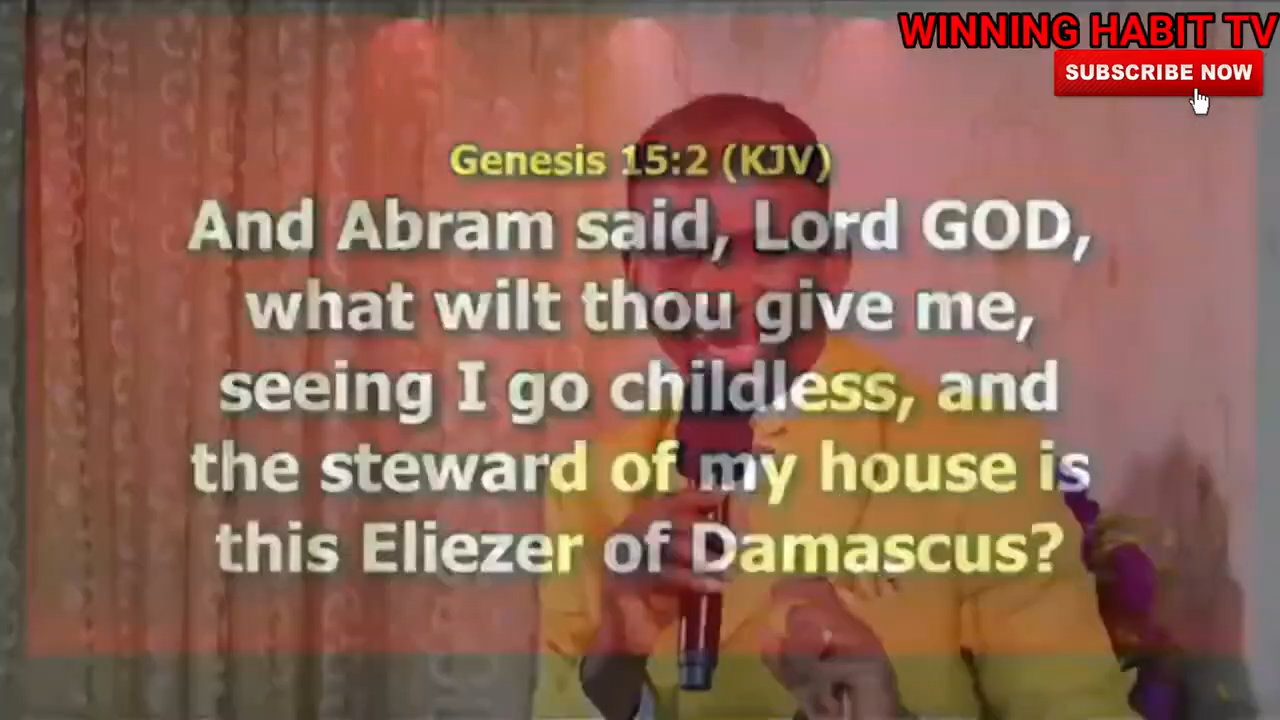 WINNING HABIT TV
SUBSCRIBE NOW
Genesis 15:2 (KJV)
And Abram said, Lord GOD,
what wilt thou give me,
seeing I go childless, and
the steward of my house is
this Eliezer of Damascus?